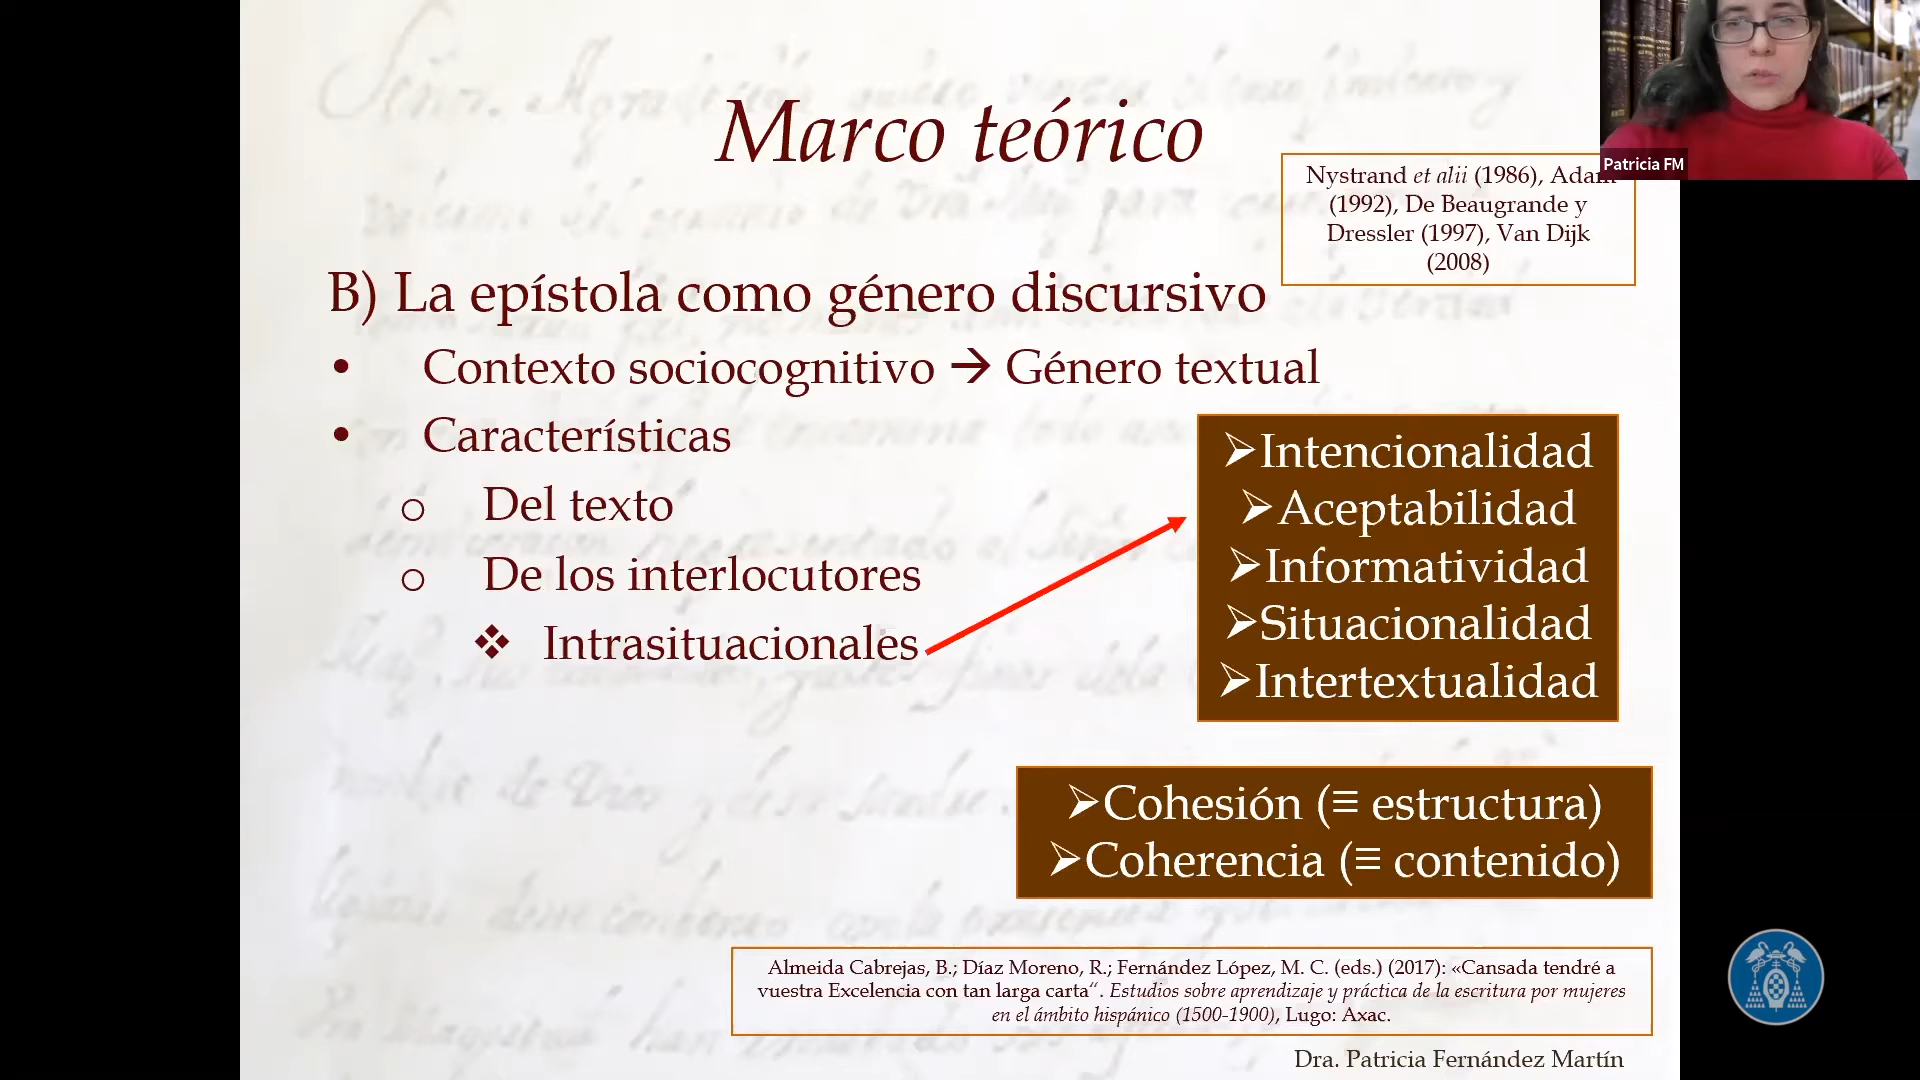 Marco teórico
Patricia FM
Nystrand et alii (1986), Adam
(1992), De Beaugrande y
Dressler (1997), Van Dijk
(2008)
B) La epístola como género discursivo
• Contexto sociocognitivo → Género textual
• Características
o Del texto
o De los interlocutores
❖ Intrasituacionales
➢Intencionalidad
➢Aceptabilidad
➢Informatividad
➢Situacionalidad
➢Intertextualidad
➢Cohesión (≡ estructura)
➢Coherencia (≡ contenido)
Almeida Cabrejas, B.; Díaz Moreno, R.; Fernández López, M. C. (eds.) (2017): «Cansada tendré a
vuestra Excelencia con tan larga carta“. Estudios sobre aprendizaje y práctica de la escritura por mujeres
en el ámbito hispánico (1500-1900), Lugo: Axac.
Dra. Patricia Fernández Martín